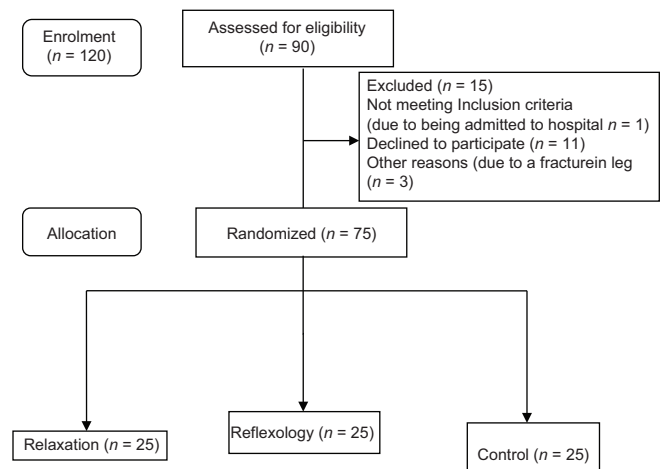 Enrolment
(n = 120)
Assessed for eligibility
(n = 90)
Excluded (n = 15)
Not meeting Inclusion criteria
(due to being admitted to hospital n = 1)
Declined to participate (n = 11)
Other reasons (due to a fracturein leg
(n = 3)
Allocation
Randomized (n = 75)
Relaxation (n = 25)
Reflexology (n = 25)
Control (n = 25)